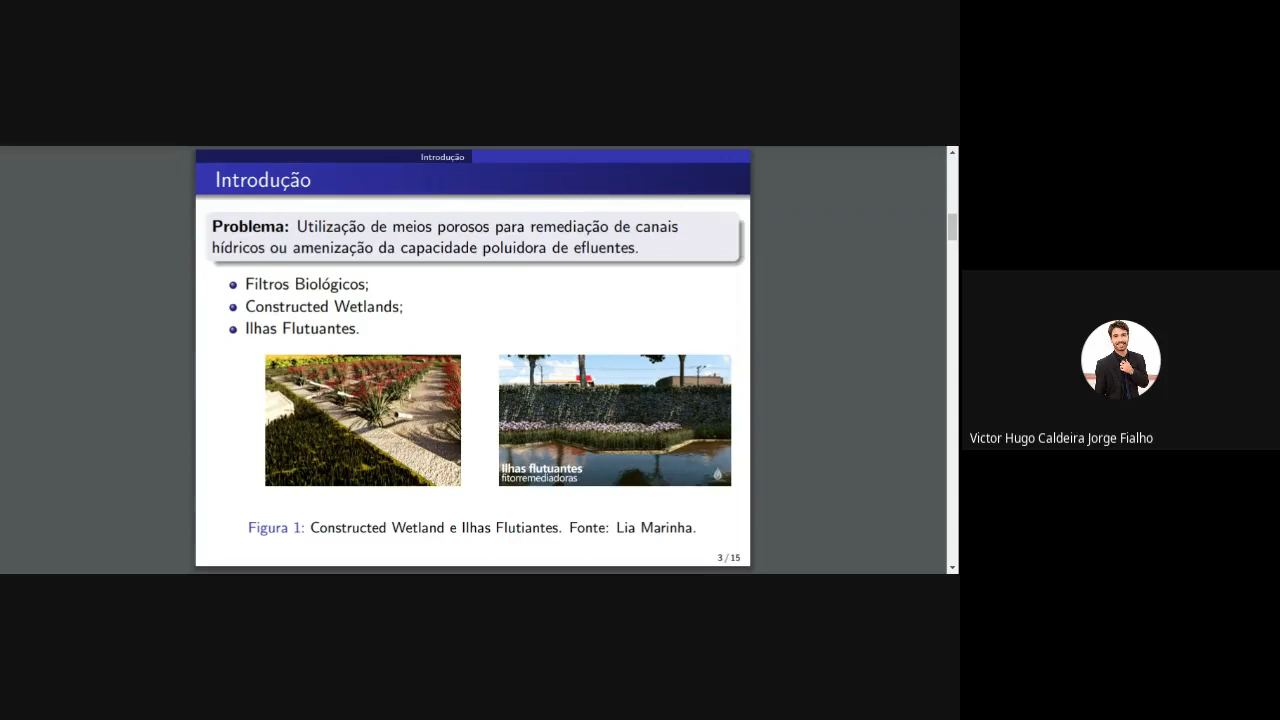 Introdução
Introdução
Problema: Utilização de meios porosos para remediação de canais
hídricos ou amenização da capacidade poluidora de efluentes.
Filtros Biológicos;
Constructed Wetlands;
Ilhas Flutuantes.
Ilhas flutuantes
fitorremediadoras
Figura 1: Constructed Wetland e Ilhas Flutiantes. Fonte: Lia Marinha.
3 / 15
Victor Hugo Caldeira Jorge Fialho